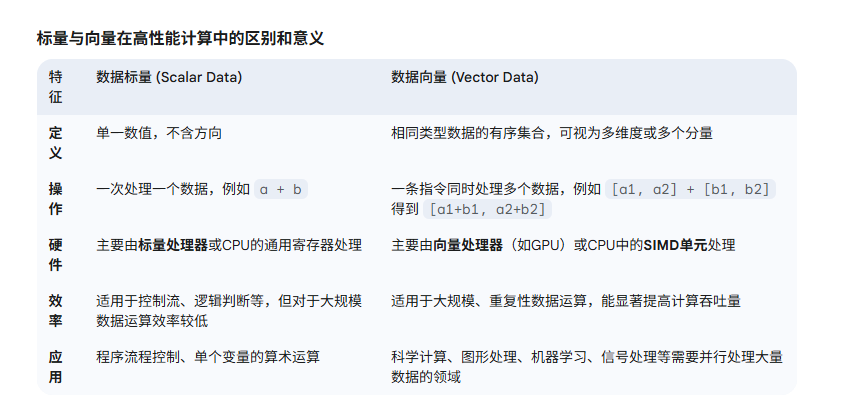 标量与向量在高性能计算中的区别和意义
特征 数据标量 (Scalar Data) 数据向量 (Vector Data)
定义 单一数值，不含方向 相同类型数据的有序集合，可视为多维度或多个分量
操作 一次处理一个数据，例如 a + b 一条指令同时处理多个数据，例如 [a1, a2] + [b1, b2]
得到 [a1+b1, a2+b2]
硬件 主要由标量处理器或CPU的通用寄存器处理 主要由向量处理器（如GPU）或CPU中的SIMD单元处理
效率 适用于控制流、逻辑判断等，但对于大规模
数据运算效率较低 适用于大规模、重复性数据运算，能显著提高计算吞吐量
应用 程序流程控制、单个变量的算术运算 科学计算、图形处理、机器学习、信号处理等需要并行处理大量
数据的领域